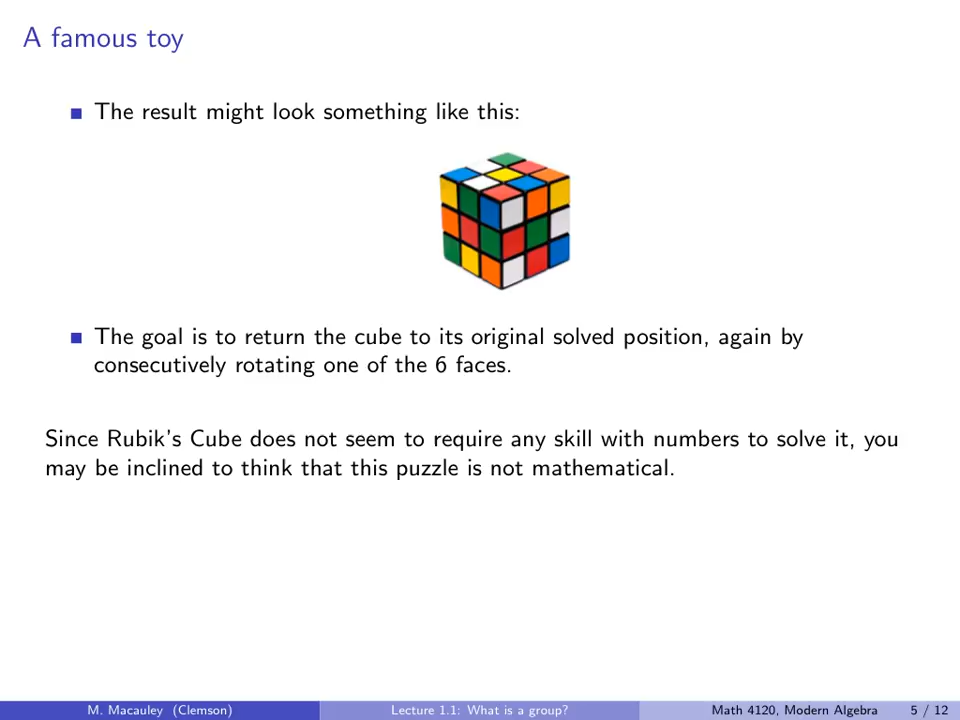 A famous toy
The result might look something like this:
The goal is to return the cube to its original solved position, again by
consecutively rotating one of the 6 faces.
Since Rubik's Cube does not seem to require any skill with numbers to solve it, you
may be inclined to think that this puzzle is not mathematical.
M. Macauley (Clemson)
Lecture 1.1: What is a group?
Math 4120, Modern Algebra
5 / 12